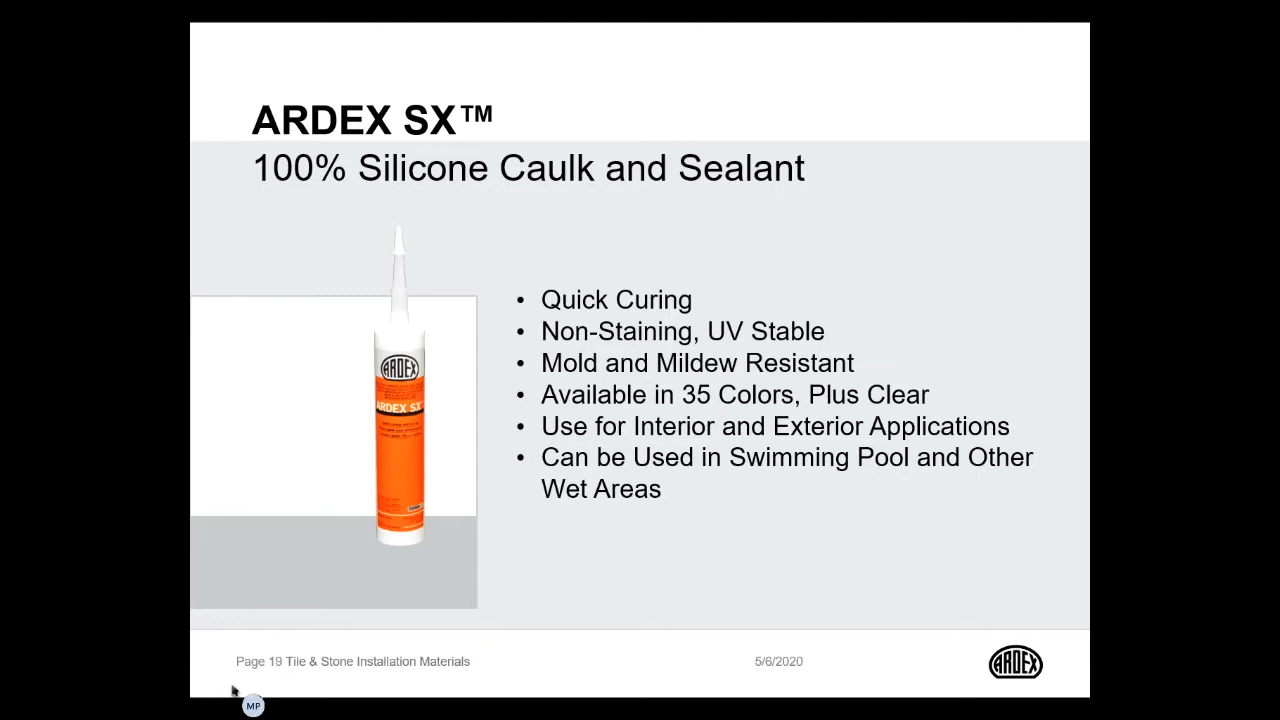 ARDEX SX™
100% Silicone Caulk and Sealant
ARDEX
ARDEX SX
• Quick Curing
• Non-Staining, UV Stable
• Mold and Mildew Resistant
• Available in 35 Colors, Plus Clear
• Use for Interior and Exterior Applications
• Can be Used in Swimming Pool and Other
Wet Areas
Page 19 Tile & Stone Installation Materials
5/6/2020
ARDEX
MP